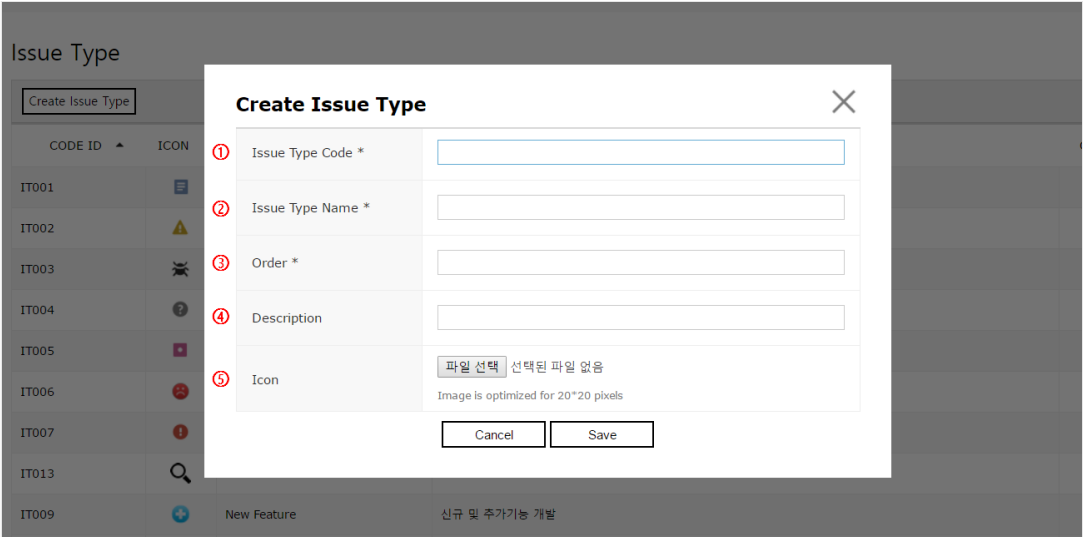 Issue Type
Create Issue Type
CODE ID ▲ ICON
IT001
IT002
IT003
IT004
IT005
IT006
IT007
IT013
IT009 New Feature 신규 및 추가기능 개발
Create Issue Type
① Issue Type Code *
② Issue Type Name *
③ Order *
④ Description
⑤ Icon 파일 선택 선택된 파일 없음
Image is optimized for 20*20 pixels
Cancel Save